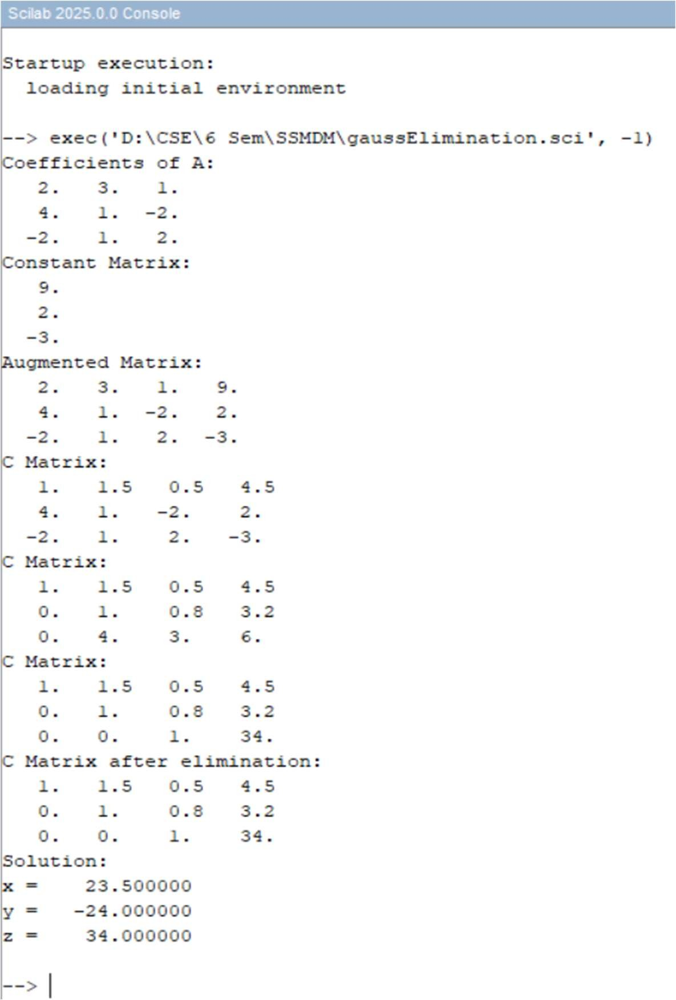 Scilab 2025.0.0 Console
Startup execution:
  loading initial environment
--> exec('D:\CSE\6 Sem\SSMDM\gaussElimination.sci', -1)
Coefficients of A:
   2.   3.   1.
   4.   1.  -2.
  -2.   1.   2.
Constant Matrix:
   9.
   2.
  -3.
Augmented Matrix:
   2.   3.   1.   9.
   4.   1.  -2.   2.
  -2.   1.   2.  -3.
C Matrix:
   1.   1.5   0.5   4.5
   4.   1.   -2.    2.
  -2.   1.    2.   -3.
C Matrix:
   1.   1.5   0.5   4.5
   0.   1.    0.8   3.2
   0.   4.    3.    6.
C Matrix:
   1.   1.5   0.5   4.5
   0.   1.    0.8   3.2
   0.   0.    1.    34.
C Matrix after elimination:
   1.   1.5   0.5   4.5
   0.   1.    0.8   3.2
   0.   0.    1.    34.
Solution:
x =    23.500000
y =   -24.000000
z =    34.000000
-->